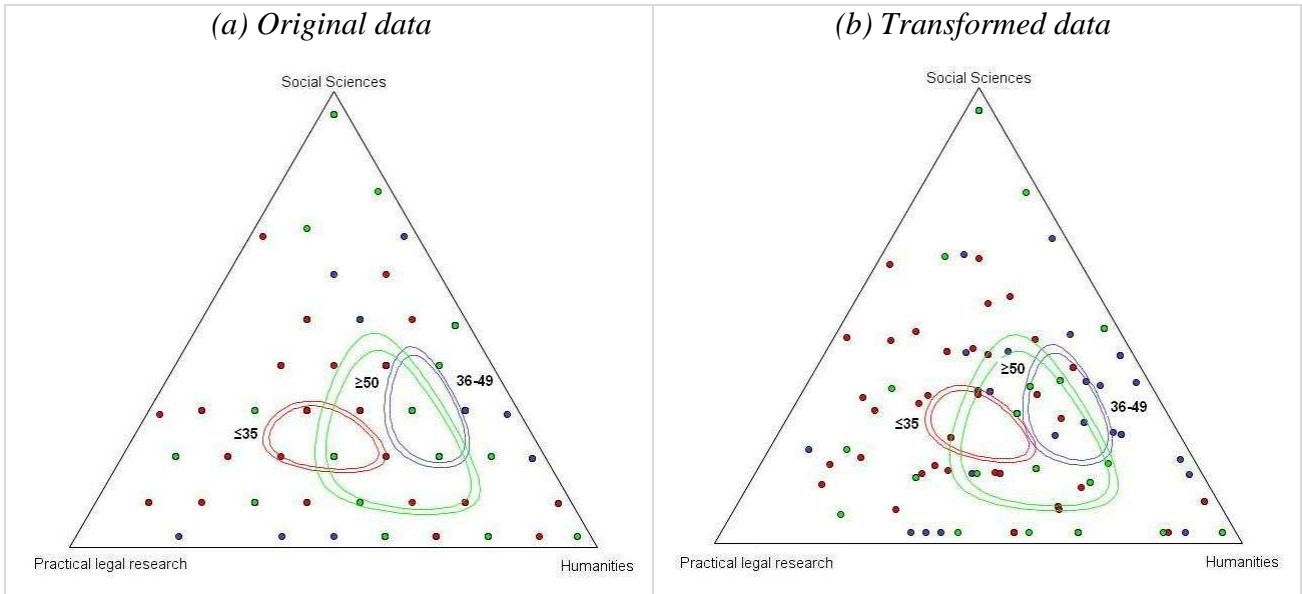 (a) Original data
Social Sciences
≥50
36-49
≤35
Practical legal research
Humanities
(b) Transformed data
Social Sciences
≥50
36-49
≤35
Practical legal research
Humanities